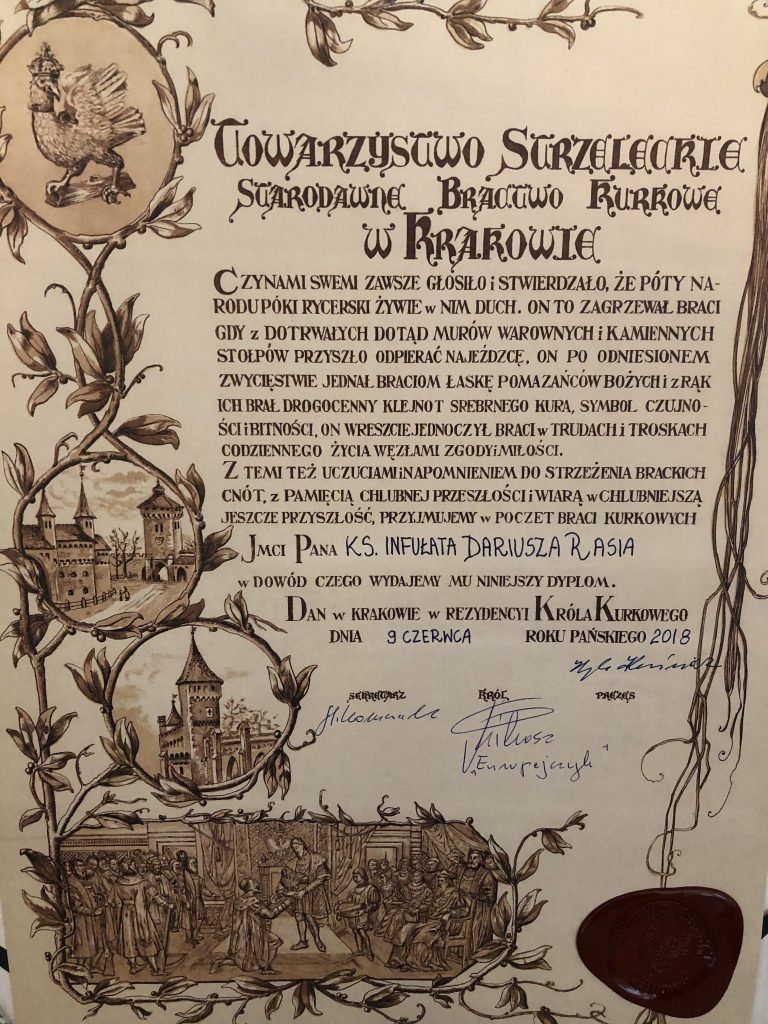 Towarzystwo Strzeleckie
Starodawne Bractwo Kurkowe
w Krakowie
Czynami swemi zawsze głosiło i stwierdzało, że póty na-
rodu póki rycerski żywie w nim duch. On to zagrzewał braci
gdy z dotrwałych dotąd murów warownych i kamiennych
stołpów przyszło odpierać najeźdzcę, on po odniesionem
zwycięstwie jednał braciom łaskę pomazańców bożych i z rąk
ich brał drogocenny klejnot srebrnego kura, symbol czujno-
ści i bitności, on wreszcie jednoczył braci w trudach i troskach
codziennego życia węzłami zgody i miłości.
Z temi też uczuciami i napomnieniem do strzeżenia brackich
cnót, z pamięcią chlubnej przeszłości i wiarą w chlubniejszą
jeszcze przyszłość, przyjmujemy w poczet braci kurkowych
Jmci Pana KS. INFUŁATA DARIUSZA RASIA
w dowód czego wydajemy mu niniejszy dyplom.
Dan w Krakowie w rezydencyi Króla Kurkowego
dnia 9 CZERWCA roku pańskiego 2018
sekretarz król prezes
„Europejczyk"